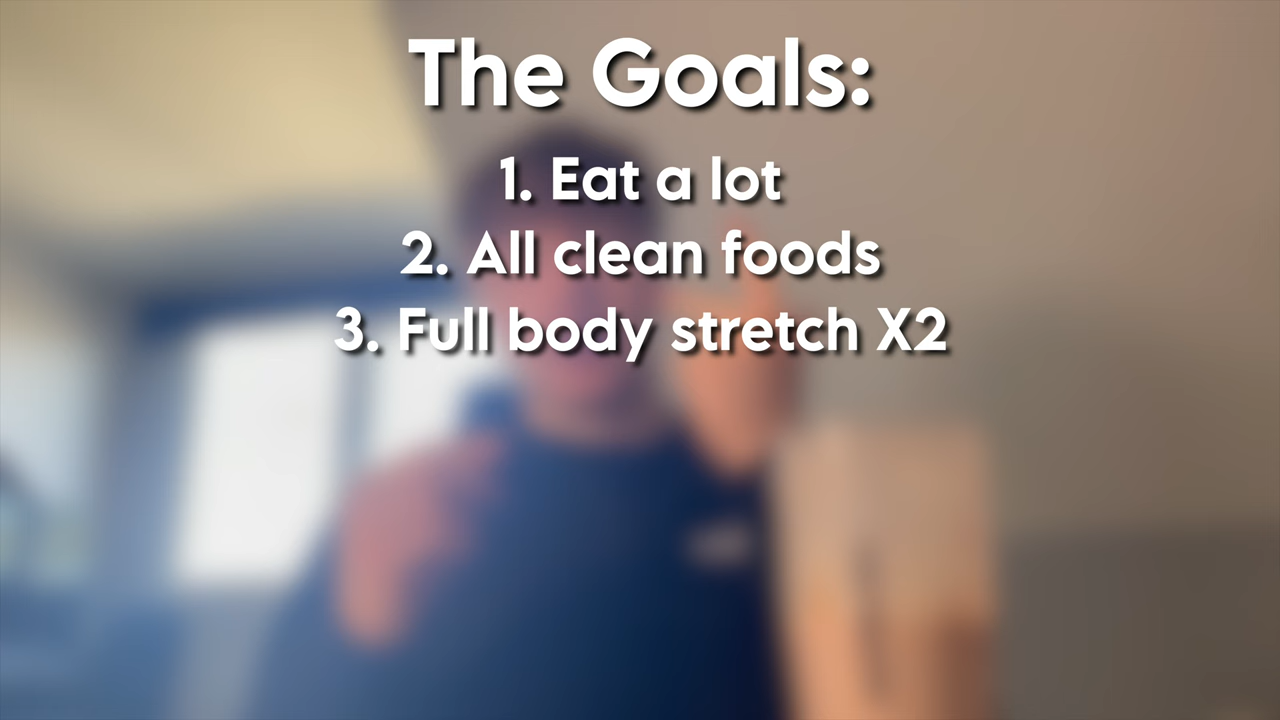 The Goals:
1. Eat a lot
2. All clean foods
3. Full body stretch X2